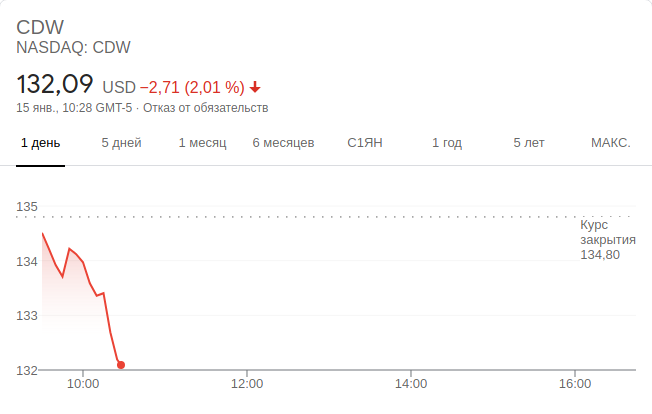 CDW
NASDAQ: CDW
132,09 USD −2,71 (2,01 %)
15 янв., 10:28 GMT-5 · Отказ от обязательств
1 день 5 дней 1 месяц 6 месяцев С1ЯН 1 год 5 лет МАКС.
135
Курс
закрытия
134,80
134
133
132
10:00 12:00 14:00 16:00